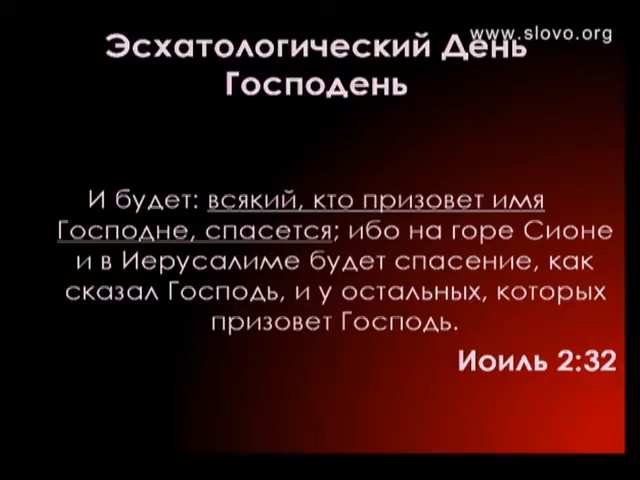 www.slovo.org
Эсхатологический День
Господень
И будет: всякий, кто призовет имя
Господне, спасется; ибо на горе Сионе
и в Иерусалиме будет спасение, как
сказал Господь, и у остальных, которых
призовет Господь.
Иоиль 2:32